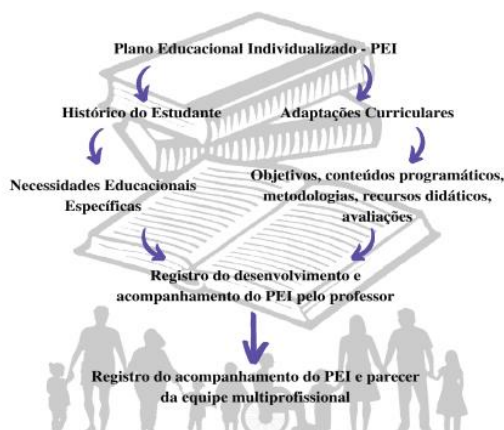 Plano Educacional Individualizado - PEI
Histórico do Estudante
Adaptações Curriculares
Necessidades Educacionais
Específicas
Objetivos, conteúdos programáticos,
metodologias, recursos didáticos,
avaliações
Registro do desenvolvimento e
acompanhamento do PEI pelo professor
Registro do acompanhamento do PEI e parecer
da equipe multiprofissional